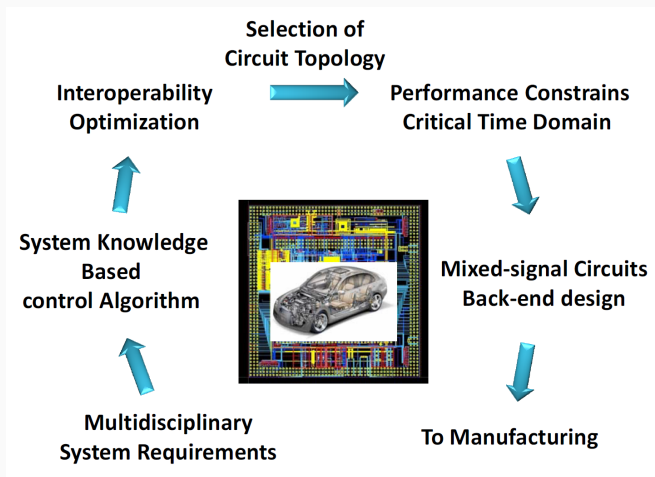 Selection of
Circuit Topology
Interoperability
Optimization
Performance Constrains
Critical Time Domain
System Knowledge
Based
control Algorithm
Mixed-signal Circuits
Back-end design
Multidisciplinary
System Requirements
To Manufacturing